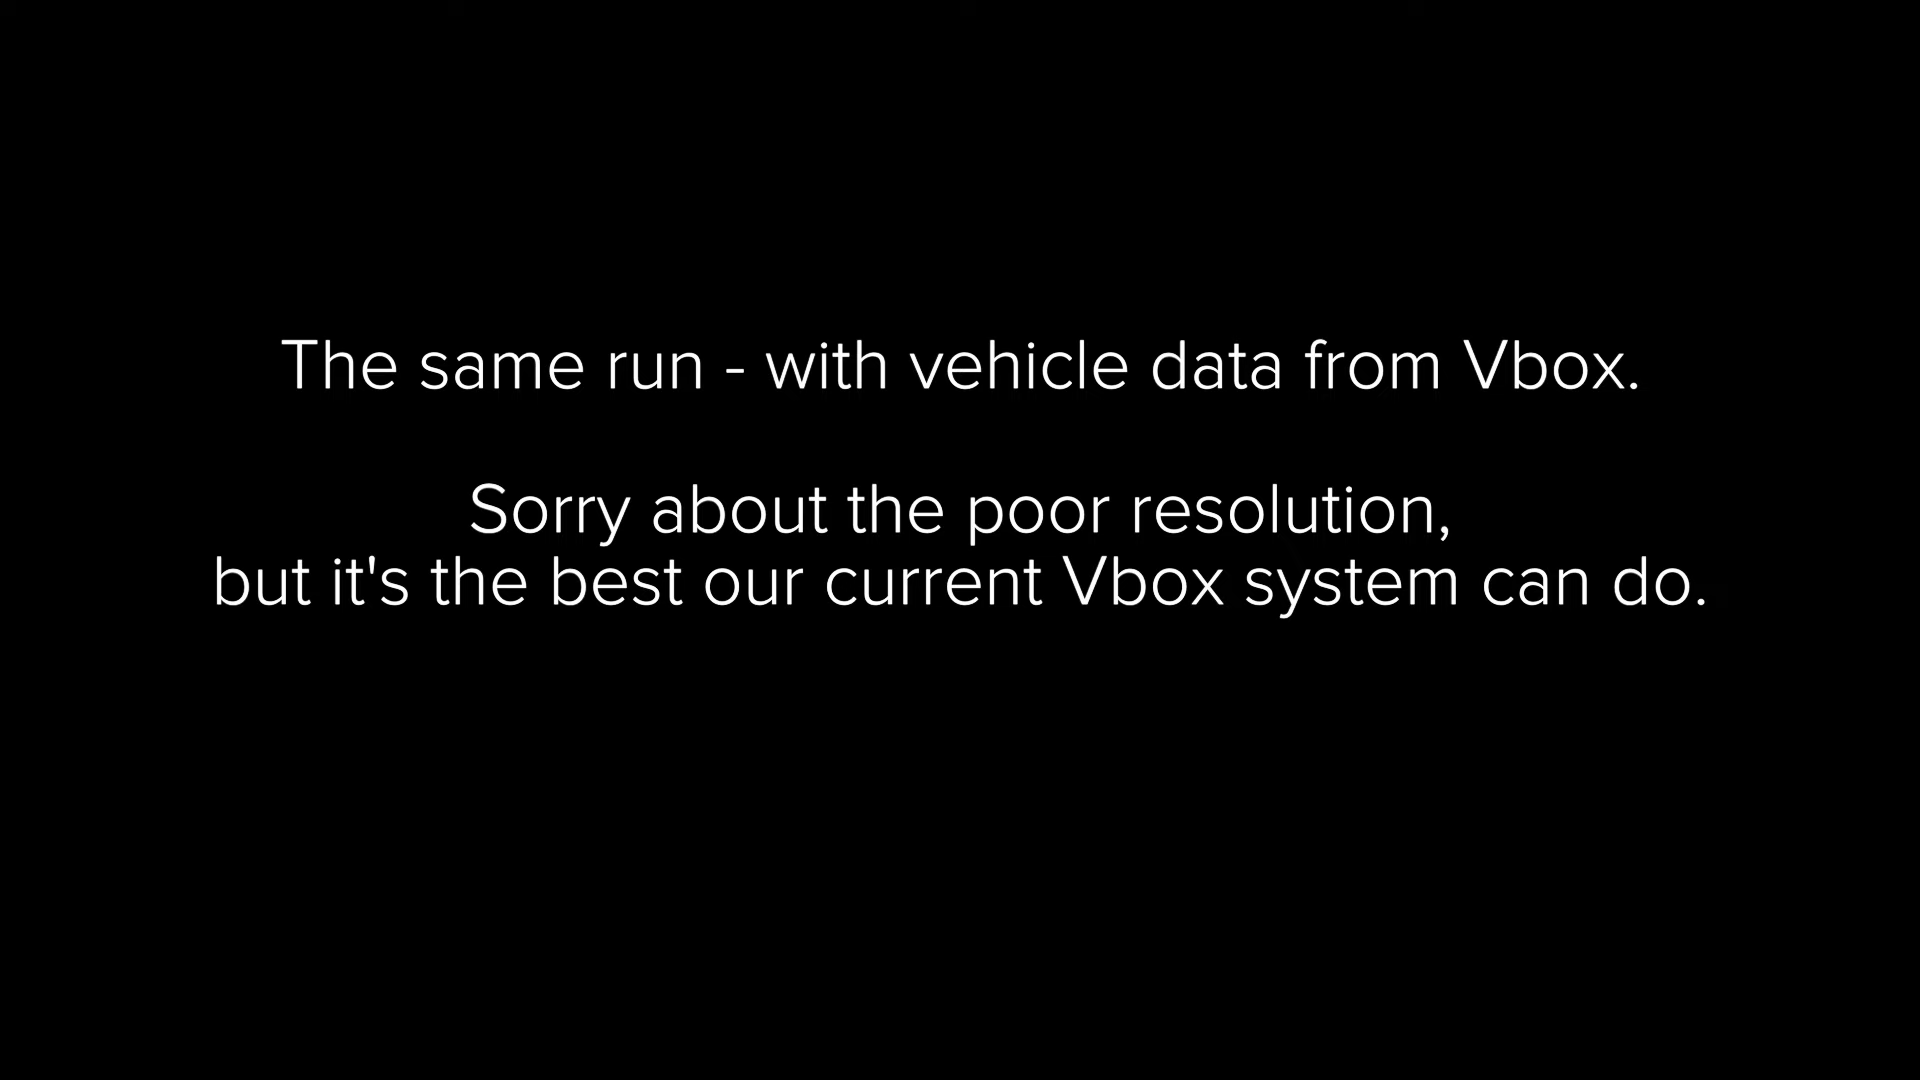 The same run - with vehicle data from Vbox.
Sorry about the poor resolution,
but it's the best our current Vbox system can do.